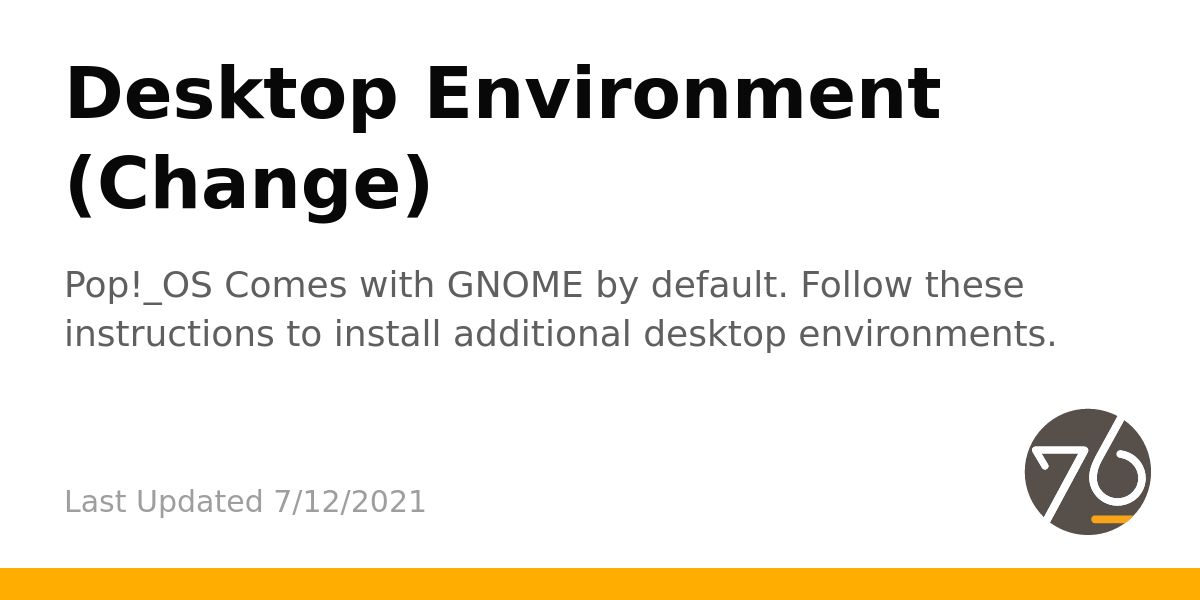 Desktop Environment
(Change)
Pop!_OS Comes with GNOME by default. Follow these
instructions to install additional desktop environments.
76
Last Updated 7/12/2021